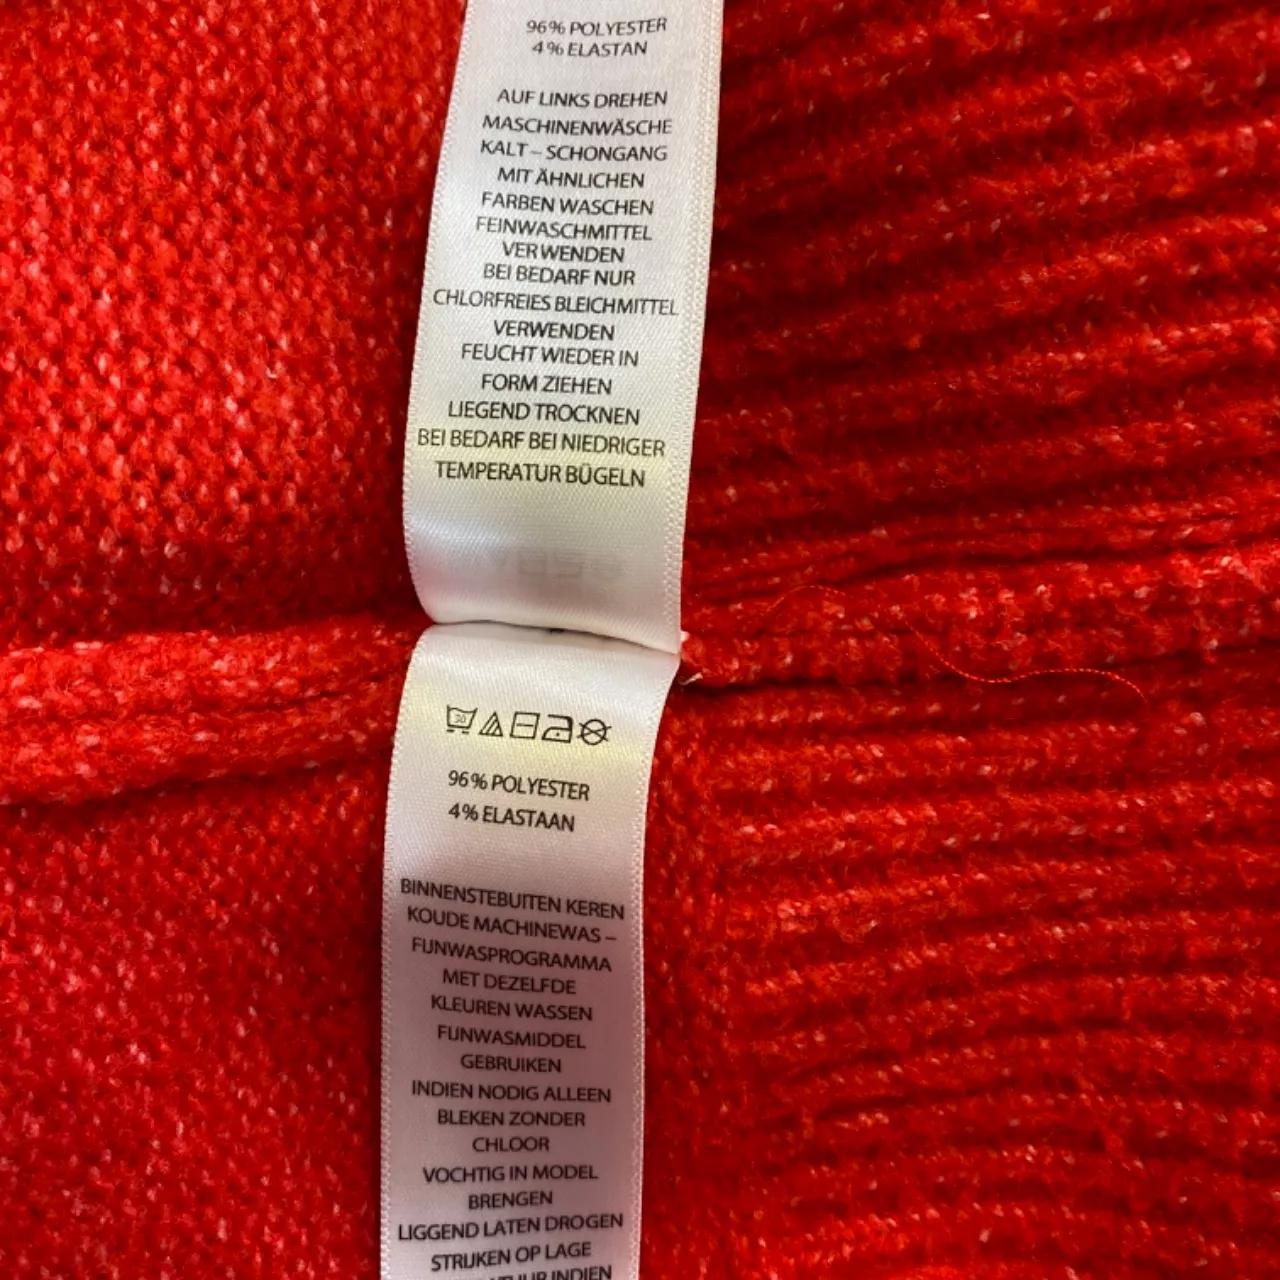 96% POLYESTER
4% ELASTAN
AUF LINKS DREHEN
MASCHINENWÄSCHE
KALT – SCHONGANG
MIT ÄHNLICHEN
FARBEN WASCHEN
FEINWASCHMITTEL
VERWENDEN
BEI BEDARF NUR
CHLORFREIES BLEICHMITTEL
VERWENDEN
FEUCHT WIEDER IN
FORM ZIEHEN
LIEGEND TROCKNEN
BEI BEDARF BEI NIEDRIGER
TEMPERATUR BÜGELN
30
96% POLYESTER
4% ELASTAAN
BINNENSTEBUITEN KEREN
KOUDE MACHINEWAS –
FIJNWASPROGRAMMA
MET DEZELFDE
KLEUREN WASSEN
FIJNWASMIDDEL
GEBRUIKEN
INDIEN NODIG ALLEEN
BLEKEN ZONDER
CHLOOR
VOCHTIG IN MODEL
BRENGEN
LIGGEND LATEN DROGEN
STRIJKEN OP LAGE
INDIEN